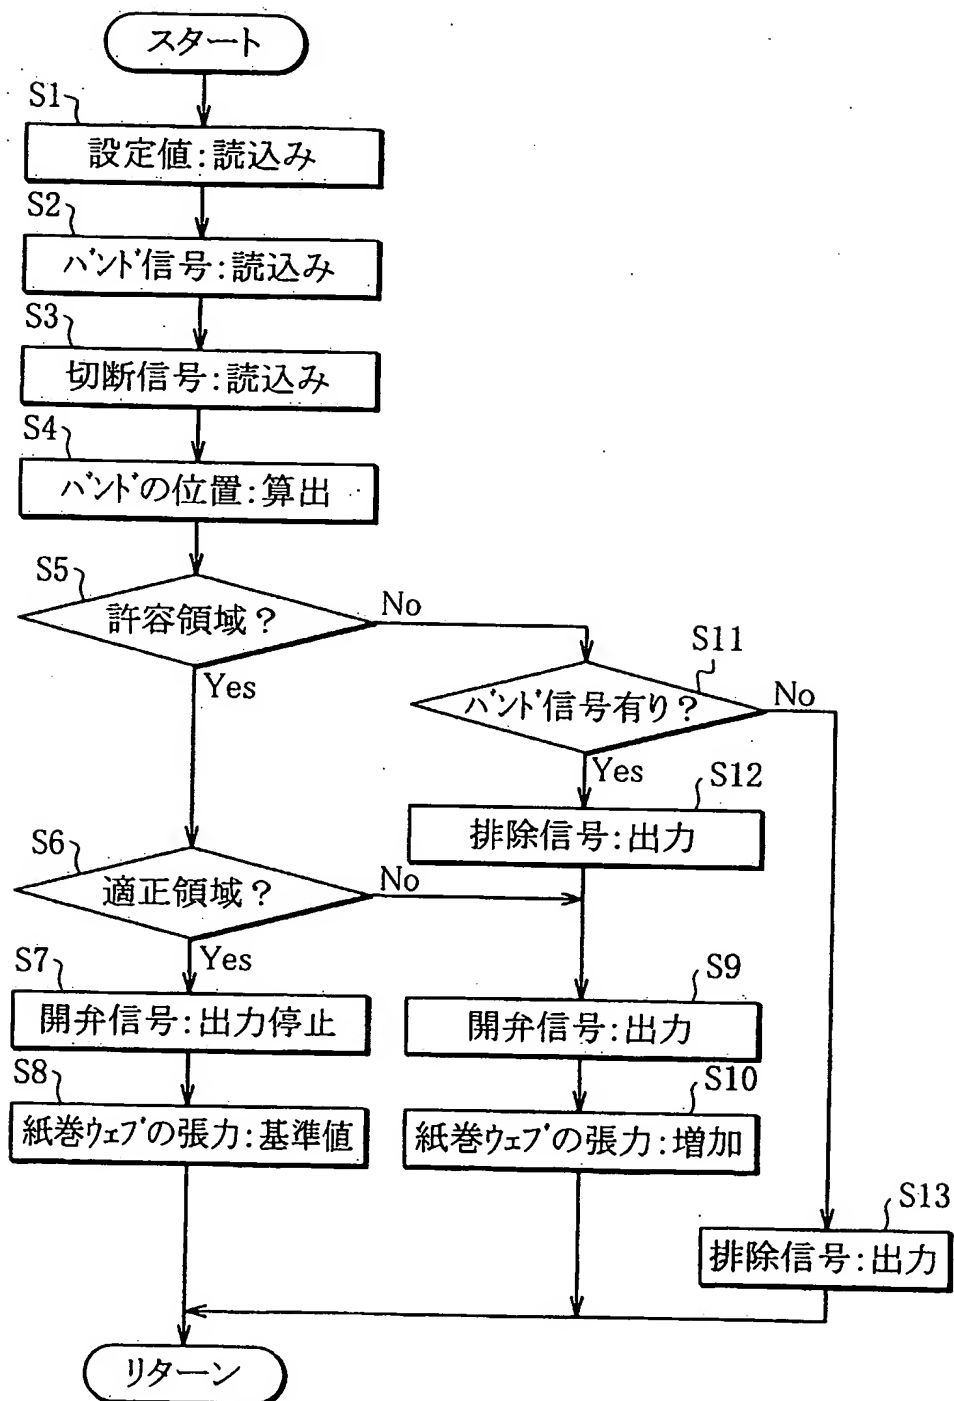 スタート
S1
設定値:読込み
S2
バンド信号:読込み
S3
切断信号:読込み
S4
バンドの位置:算出
S5
許容領域?
No
Yes
S11
バンド信号有り?
No
Yes
S12
排除信号:出力
S6
適正領域?
No
Yes
S7
開弁信号:出力停止
S9
開弁信号:出力
S8
紙巻ウェブの張力:基準値
S10
紙巻ウェブの張力:増加
S13
排除信号:出力
リターン